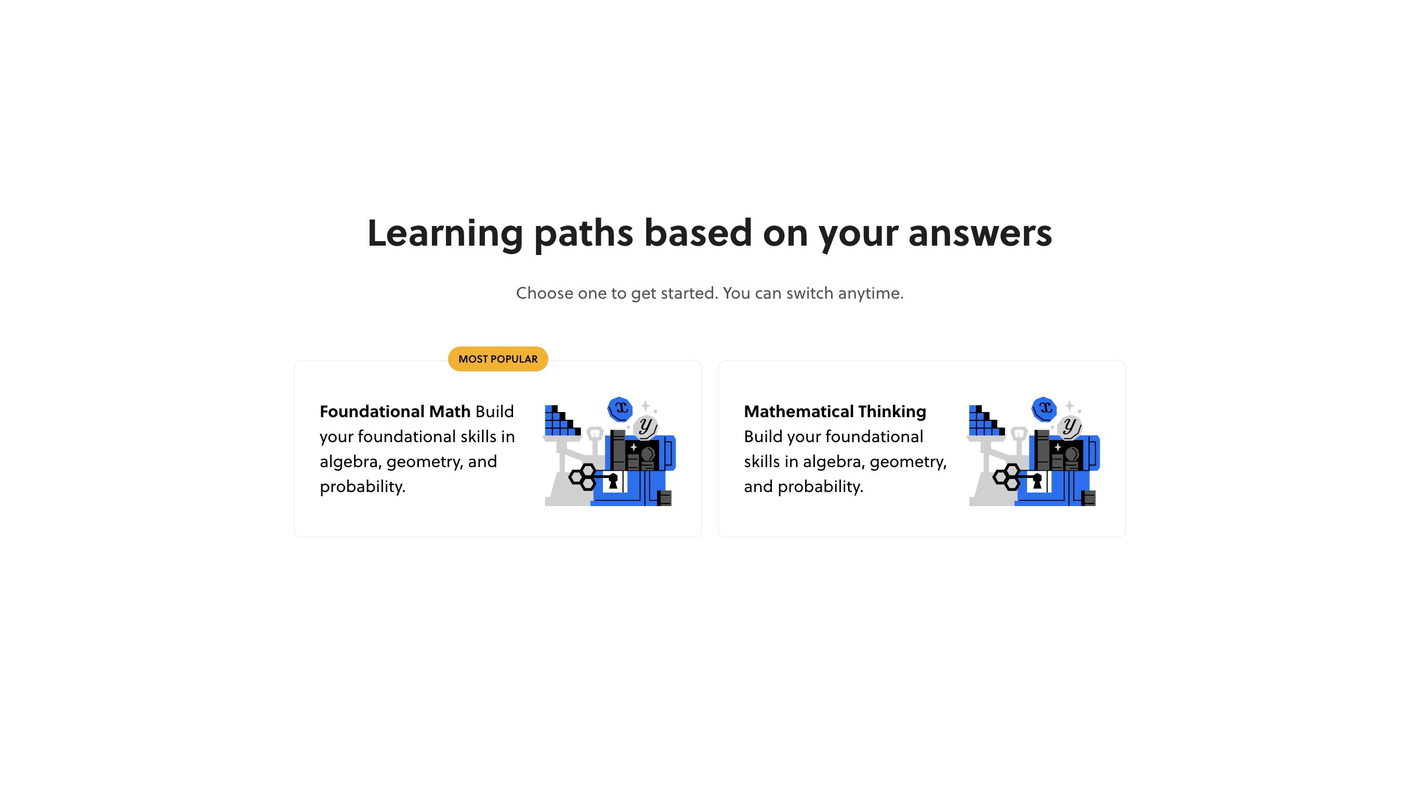 Learning paths based on your answers
Choose one to get started. You can switch anytime.
MOST POPULAR
Foundational Math Build
your foundational skills in
algebra, geometry, and
probability.
x
y
Mathematical Thinking
Build your foundational
skills in algebra, geometry,
and probability.
x
y